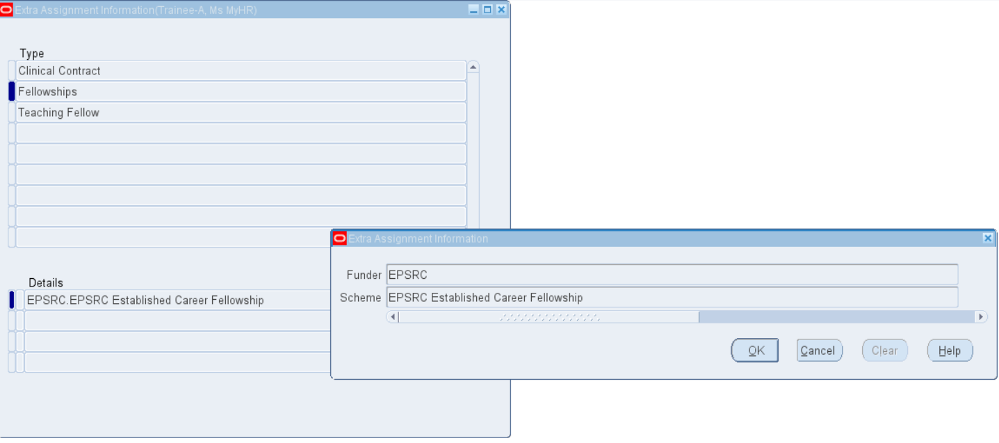 Extra Assignment Information(Trainee-A, Ms MyHR)
Type
Clinical Contract
Fellowships
Teaching Fellow
Details
EPSRC.EPSRC Established Career Fellowship
Extra Assignment Information
Funder EPSRC
Scheme EPSRC Established Career Fellowship
OK Cancel Clear Help